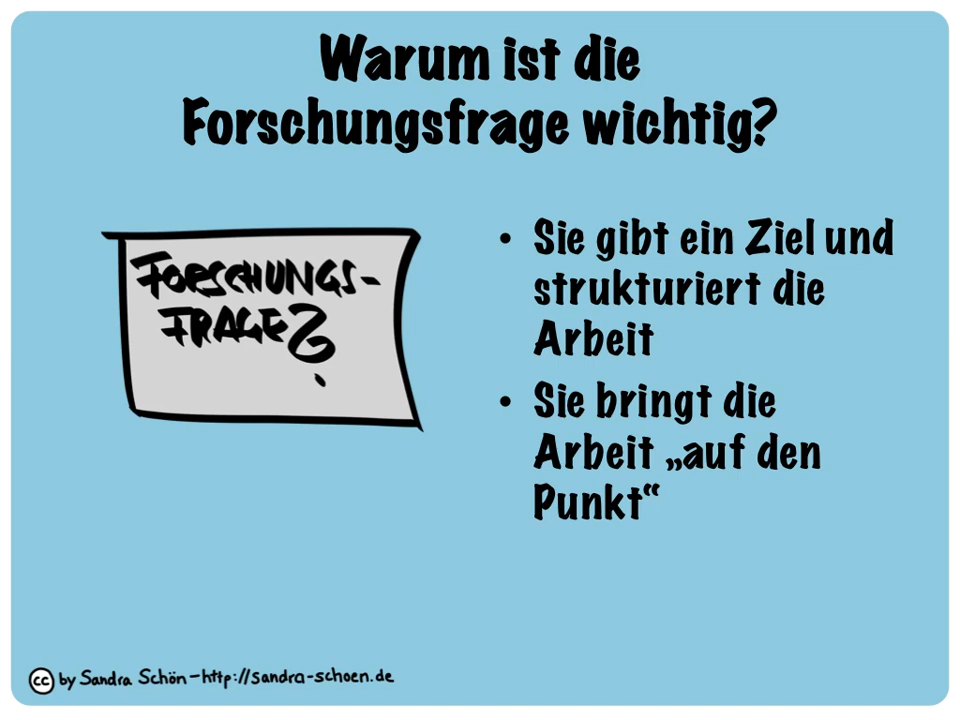 Warum ist die
Forschungsfrage wichtig?
FORSCHUNGS-
FRAGE?
• Sie gibt ein Ziel und
strukturiert die
Arbeit
• Sie bringt die
Arbeit „auf den
Punkt“
cc by Sandra Schön – http://sandra-schoen.de